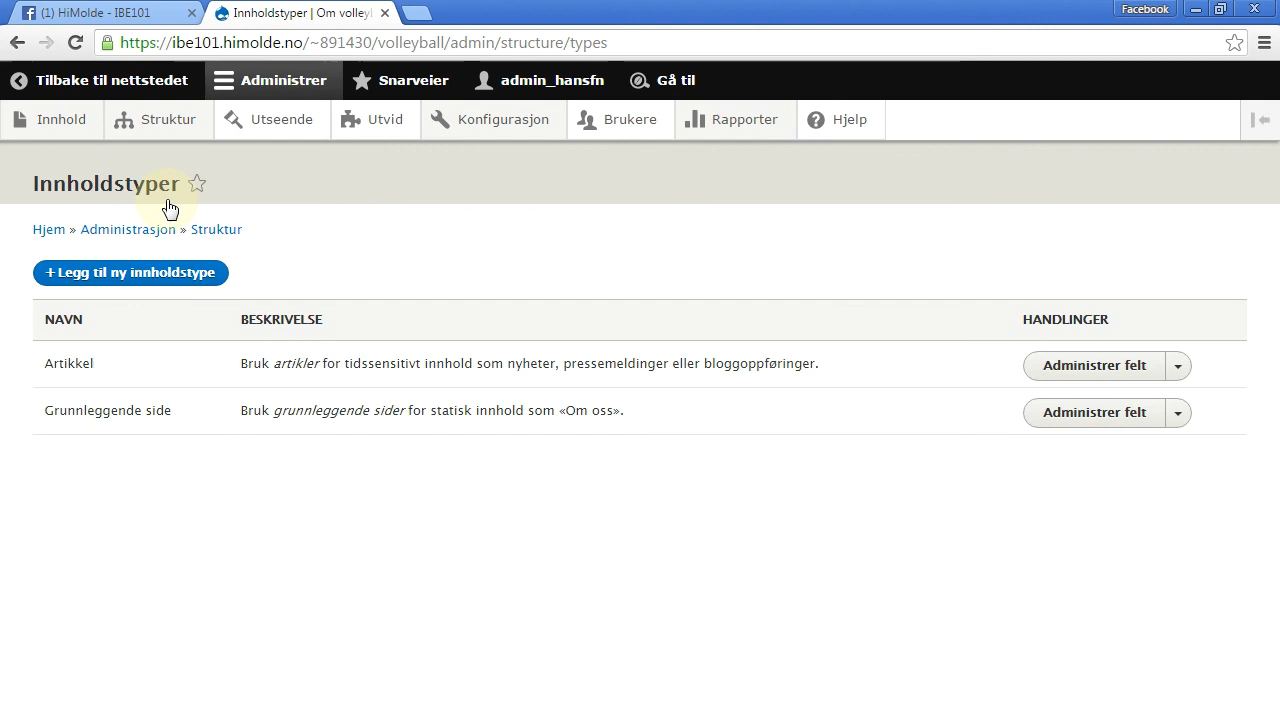 (1) HiMolde - IBE101
Innholdstyper | Om volleyl
Facebook
https://ibe101.himolde.no/~891430/volleyball/admin/structure/types
Tilbake til nettstedet Administrer Snarveier admin_hansfn Gå til
Innhold Struktur Utseende Utvid Konfigurasjon Brukere Rapporter Hjelp
Innholdstyper
Hjem » Administrasjon » Struktur
+ Legg til ny innholdstype
NAVN BESKRIVELSE HANDLINGER
Artikkel Bruk artikler for tidssensitivt innhold som nyheter, pressemeldinger eller bloggoppføringer. Administrer felt
Grunnleggende side Bruk grunnleggende sider for statisk innhold som «Om oss». Administrer felt